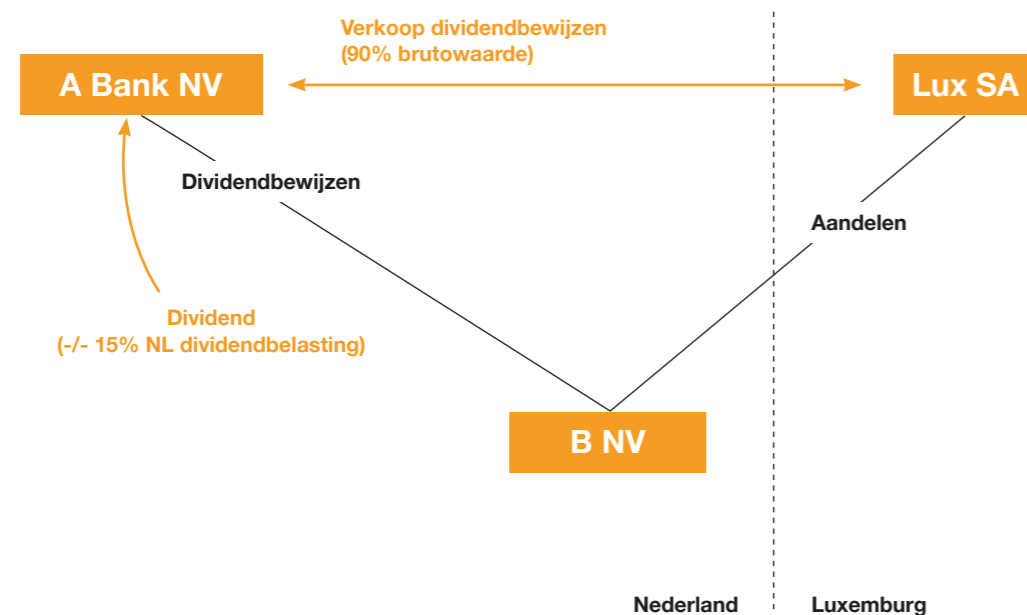 Verkoop dividendbewijzen
(90% brutowaarde)
A Bank NV
Lux SA
Dividendbewijzen
Aandelen
Dividend
(-/- 15% NL dividendbelasting)
B NV
Nederland
Luxemburg